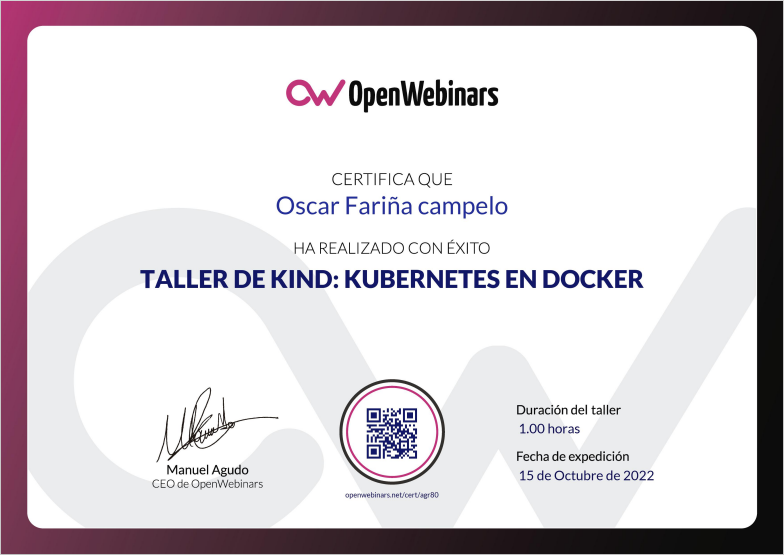 OpenWebinars
CERTIFICA QUE
Oscar Fariña campelo
HA REALIZADO CON ÉXITO
TALLER DE KIND: KUBERNETES EN DOCKER
Manuel Agudo
CEO de OpenWebinars
openwebinars.net/cert/agr80
Duración del taller
1.00 horas
Fecha de expedición
15 de Octubre de 2022